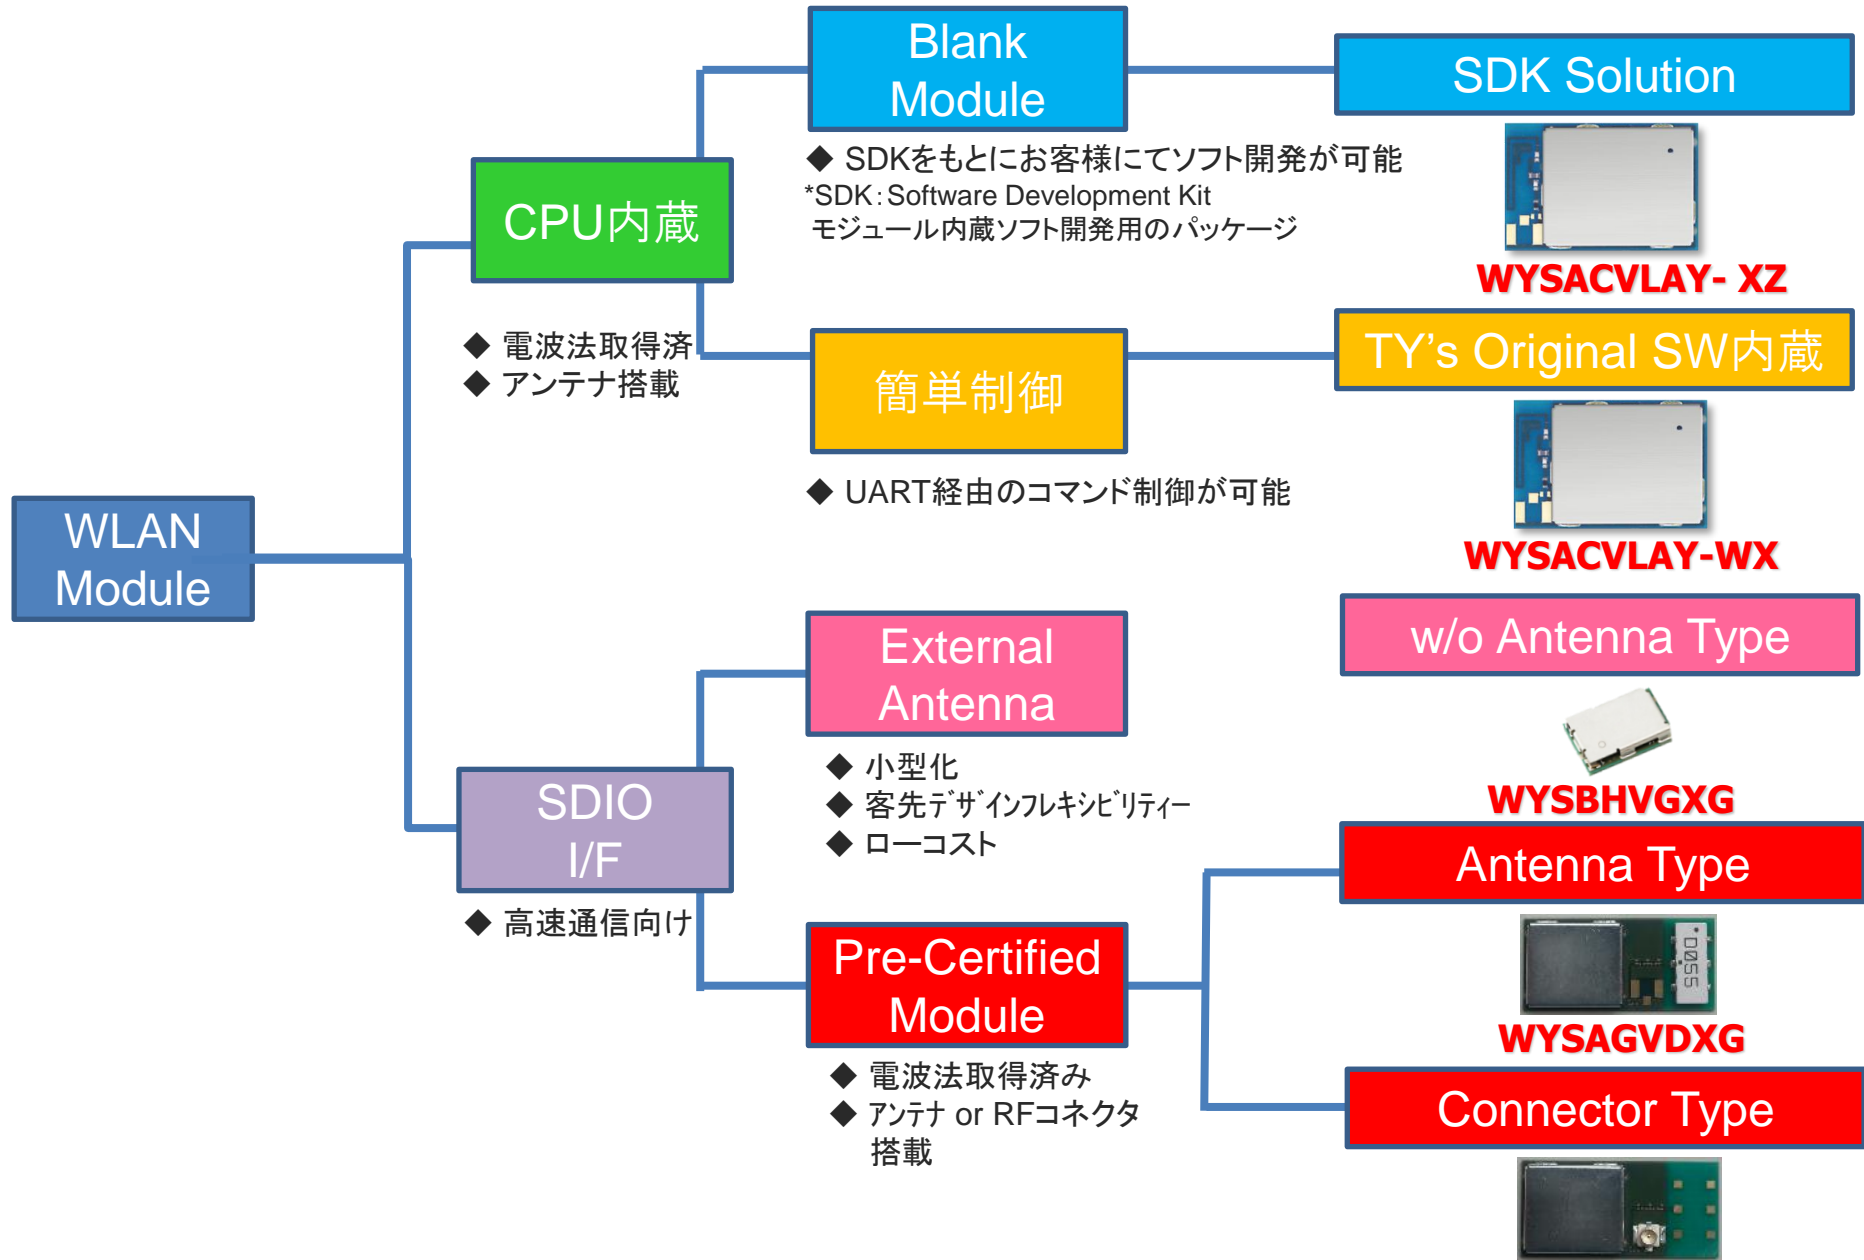 Blank
Module
SDK Solution
◆ SDKをもとにお客様にてソフト開発が可能
*SDK：Software Development Kit
モジュール内蔵ソフト開発用のパッケージ
WYSACVLAY- XZ
CPU内蔵
◆ 電波法取得済
◆ アンテナ搭載
簡単制御
TY’s Original SW内蔵
◆ UART経由のコマンド制御が可能
WYSACVLAY-WX
WLAN
Module
External
Antenna
w/o Antenna Type
◆ 小型化
◆ 客先ﾃﾞｻﾞｲﾝﾌﾚｷｼﾋﾞﾘﾃｨｰ
◆ ローコスト
WYSBHVGXG
SDIO
I/F
◆ 高速通信向け
Antenna Type
D055
WYSAGVDXG
Pre-Certified
Module
◆ 電波法取得済み
◆ ｱﾝﾃﾅ or RFコネクタ
搭載
Connector Type